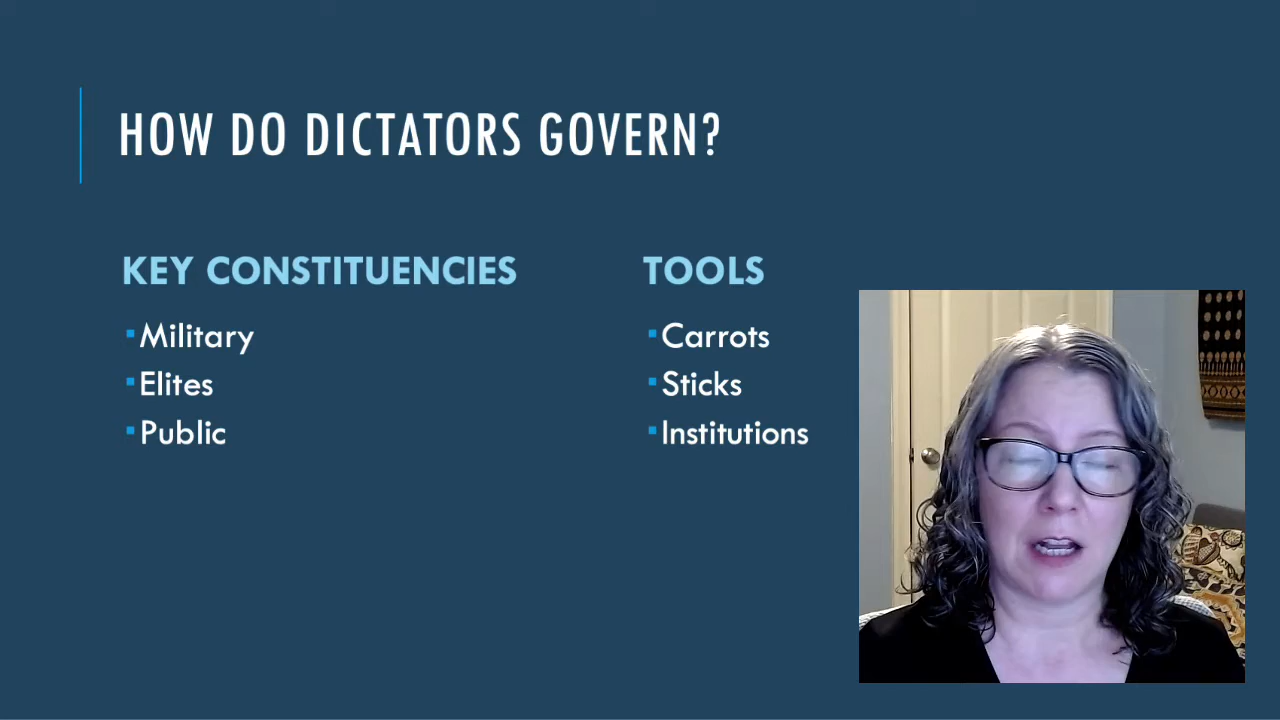 HOW DO DICTATORS GOVERN?
KEY CONSTITUENCIES
Military
Elites
Public
TOOLS
Carrots
Sticks
Institutions